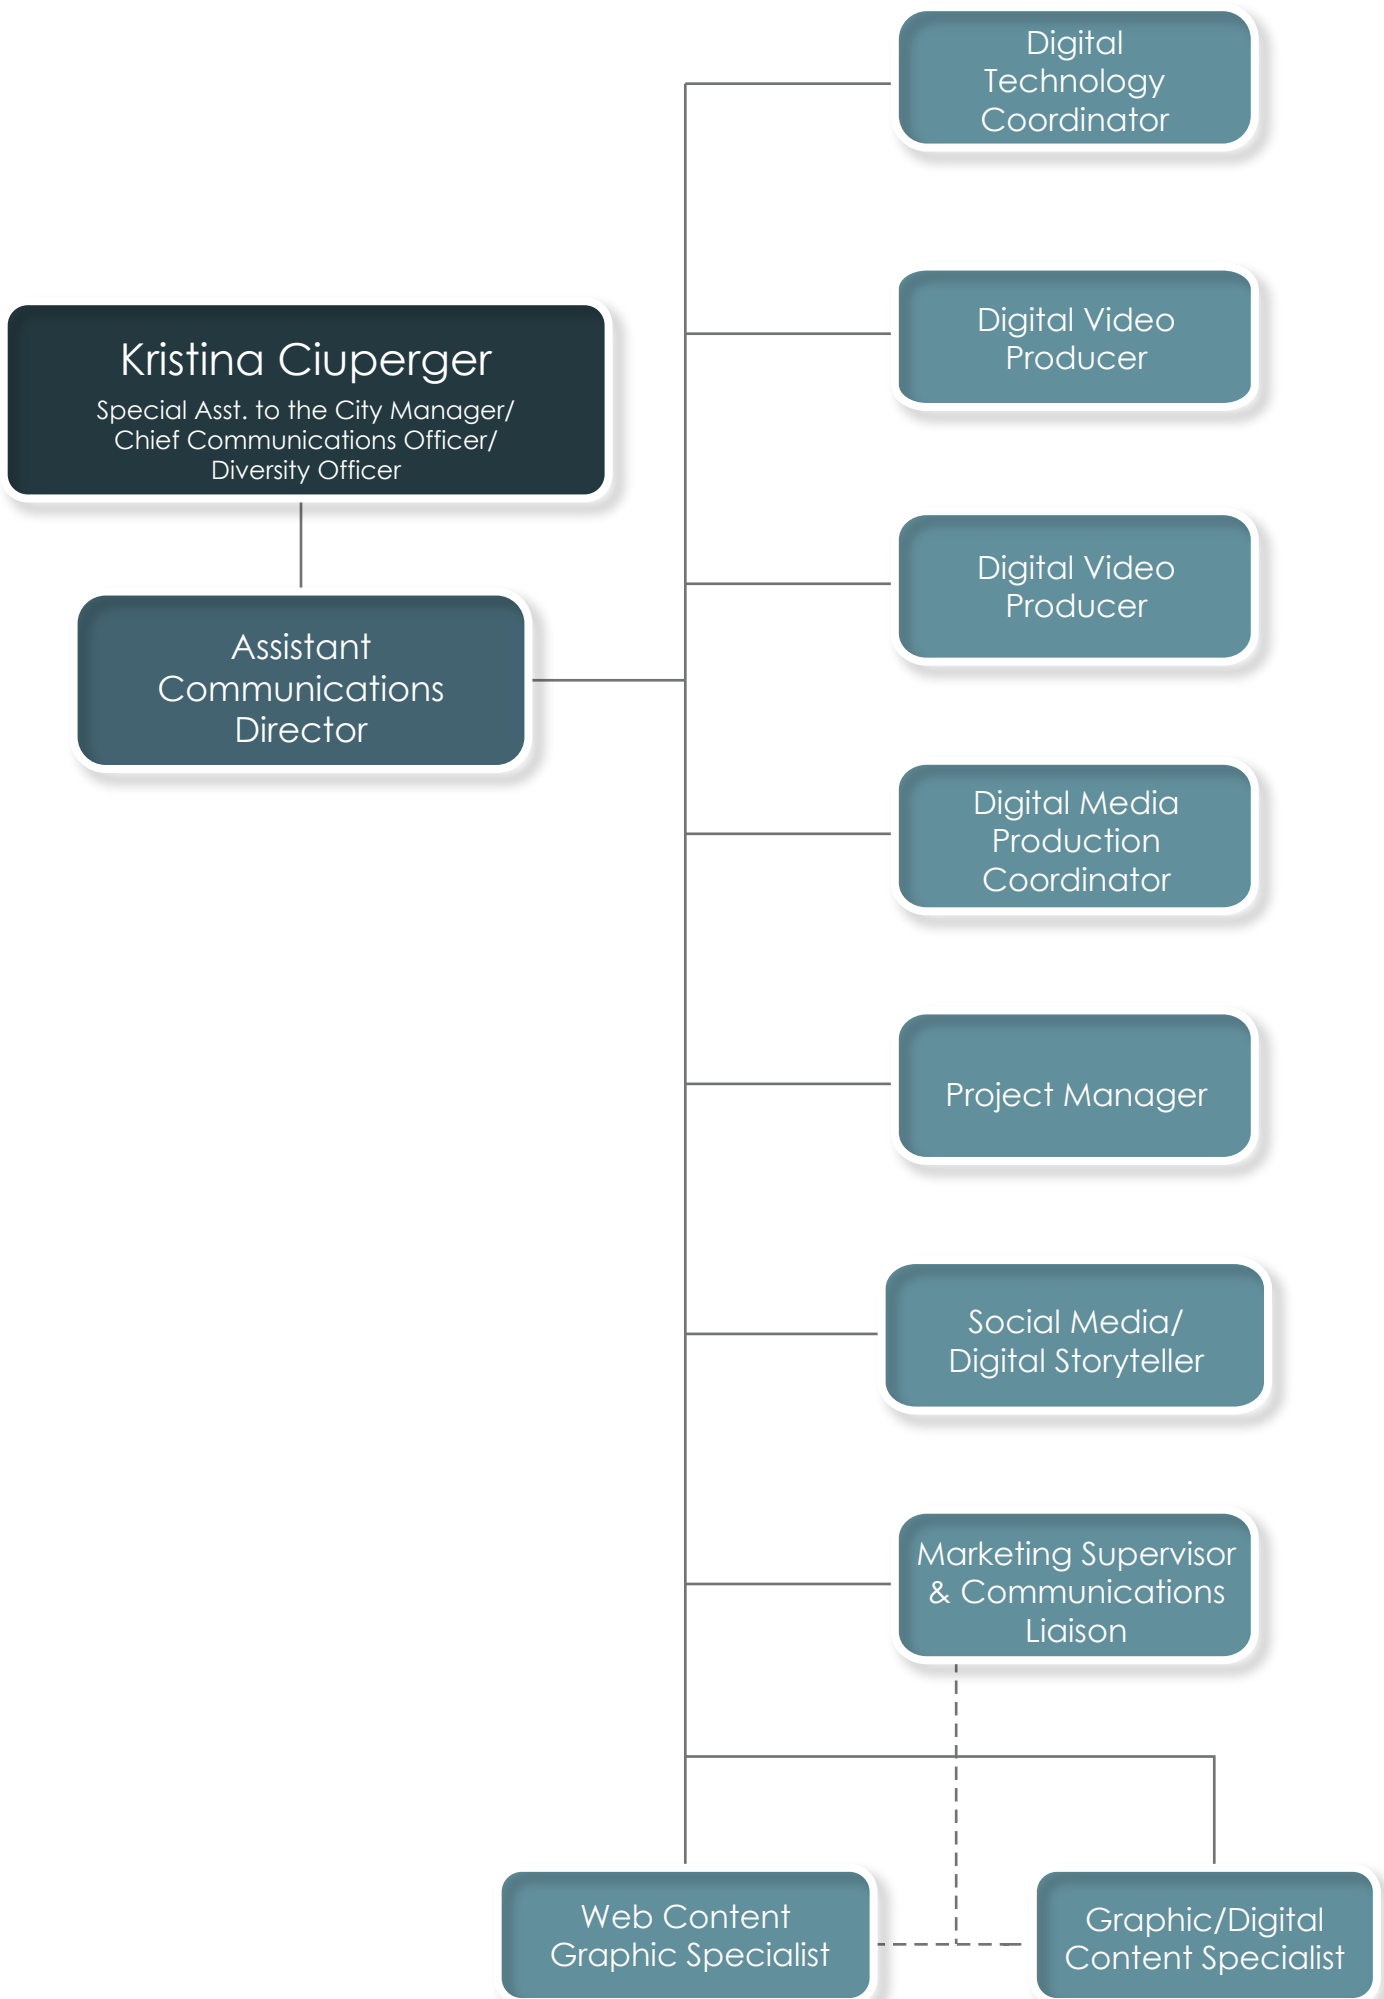 Digital
Technology
Coordinator
Digital Video
Producer
Kristina Ciuperger
Special Asst. to the City Manager/
Chief Communications Officer/
Diversity Officer
Digital Video
Producer
Assistant
Communications
Director
Digital Media
Production
Coordinator
Project Manager
Social Media/
Digital Storyteller
Marketing Supervisor
& Communications
Liaison
Web Content
Graphic Specialist
Graphic/Digital
Content Specialist